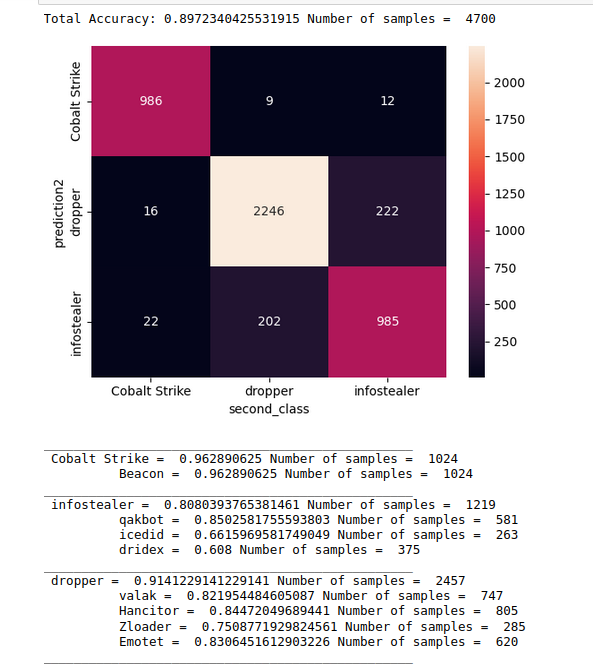 Total Accuracy: 0.8972340425531915 Number of samples =  4700
Cobalt Strike
986
9
12
dropper
16
2246
222
infostealer
22
202
985
prediction2
Cobalt Strike
dropper
infostealer
second_class
2000
1750
1500
1250
1000
750
500
250
Cobalt Strike =  0.962890625 Number of samples =  1024
Beacon =  0.962890625 Number of samples =  1024
infostealer =  0.8080393765381461 Number of samples =  1219
qakbot =  0.8502581755593803 Number of samples =  581
icedid =  0.6615969581749049 Number of samples =  263
dridex =  0.608 Number of samples =  375
dropper =  0.9141229141229141 Number of samples =  2457
valak =  0.821954484605087 Number of samples =  747
Hancitor =  0.84472049689441 Number of samples =  805
Zloader =  0.7508771929824561 Number of samples =  285
Emotet =  0.8306451612903226 Number of samples =  620